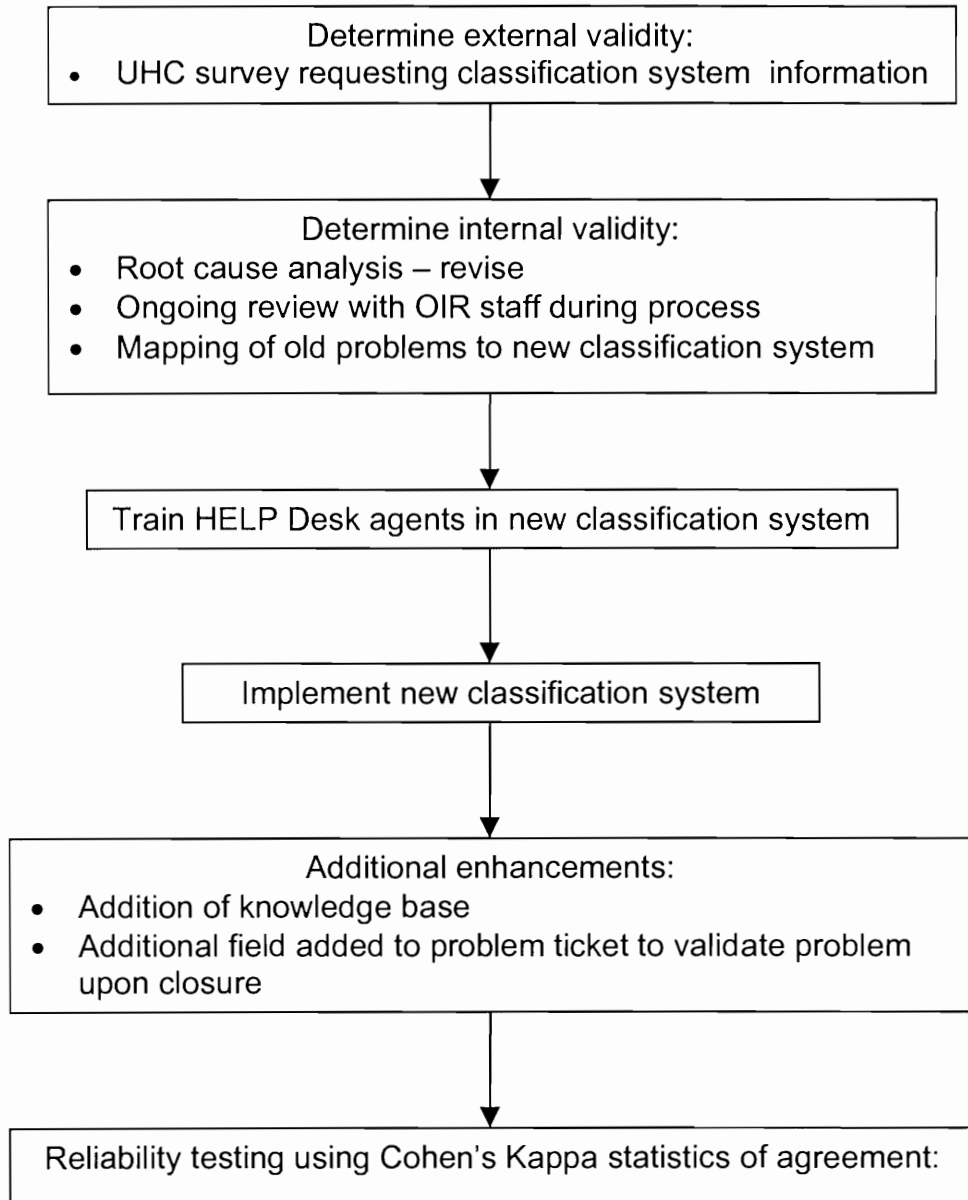 Determine external validity:
• UHC survey requesting classification system information
Determine internal validity:
• Root cause analysis – revise
• Ongoing review with OIR staff during process
• Mapping of old problems to new classification system
Train HELP Desk agents in new classification system
Implement new classification system
Additional enhancements:
• Addition of knowledge base
• Additional field added to problem ticket to validate problem
upon closure
Reliability testing using Cohen's Kappa statistics of agreement: